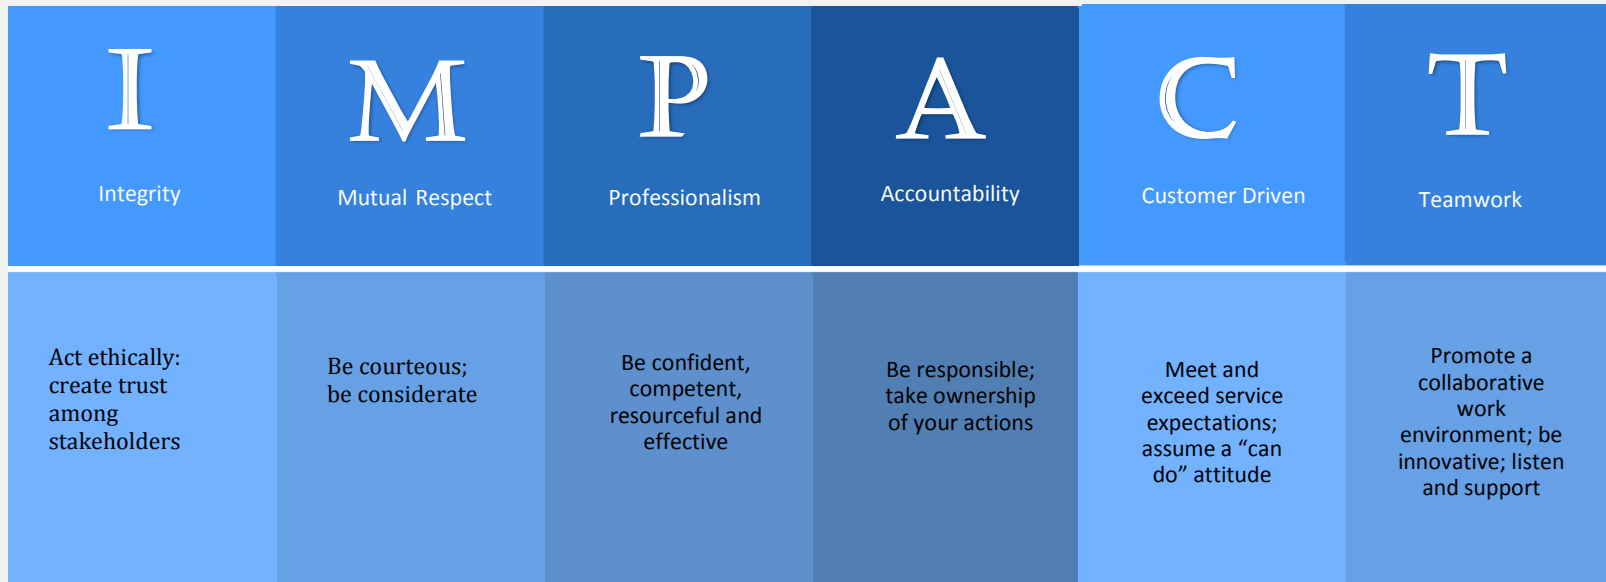 I
Integrity
M
Mutual Respect
P
Professionalism
A
Accountability
C
Customer Driven
T
Teamwork
Act ethically:
create trust
among
stakeholders
Be courteous;
be considerate
Be confident,
competent,
resourceful and
effective
Be responsible;
take ownership
of your actions
Meet and
exceed service
expectations;
assume a “can
do” attitude
Promote a
collaborative
work
environment; be
innovative; listen
and support